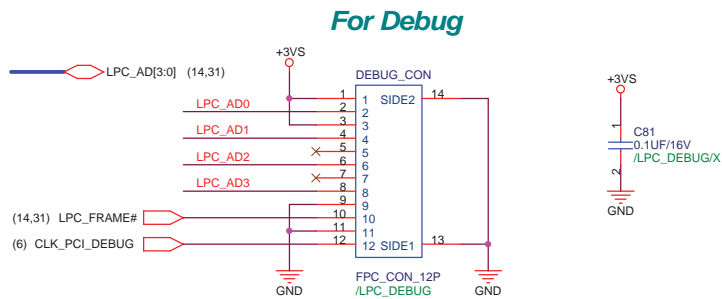 For Debug
+3VS
LPC_AD[3:0] (14,31)
DEBUG_CON
+3VS
1 1 SIDE2 14
LPC_AD0 2 2
3 3
LPC_AD1 4 4
5 5
LPC_AD2 6 6
7 7
LPC_AD3 8 8
9 9
(14,31) LPC_FRAME# 10 10
11 11
(6) CLK_PCI_DEBUG 12 12 SIDE1 13
1
C81
0.1UF/16V
/LPC_DEBUG/X
2
GND
FPC_CON_12P
/LPC_DEBUG
GND
GND